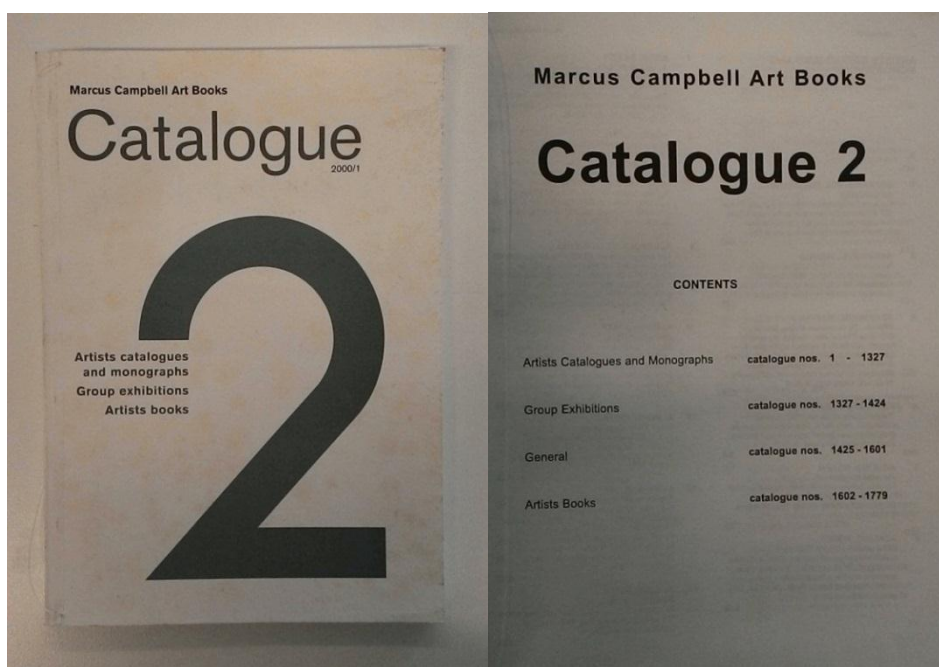 Marcus Campbell Art Books
Catalogue
2000/1
2
Artists catalogues
and monographs
Group exhibitions
Artists books
Marcus Campbell Art Books
Catalogue 2
CONTENTS
Artists Catalogues and Monographs catalogue nos. 1 - 1327
Group Exhibitions catalogue nos. 1327 - 1424
General catalogue nos. 1425 - 1601
Artists Books catalogue nos. 1602 - 1779